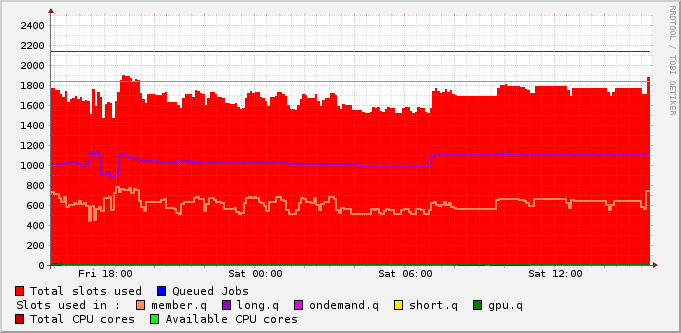 RRDTOOL / TOBI OETIKER
2400
2200
2000
1800
1600
1400
1200
1000
800
600
400
200
0
Fri 18:00 Sat 00:00 Sat 06:00 Sat 12:00
Total slots used Queued Jobs
Slots used in : member.q long.q ondemand.q short.q gpu.q
Total CPU cores Available CPU cores